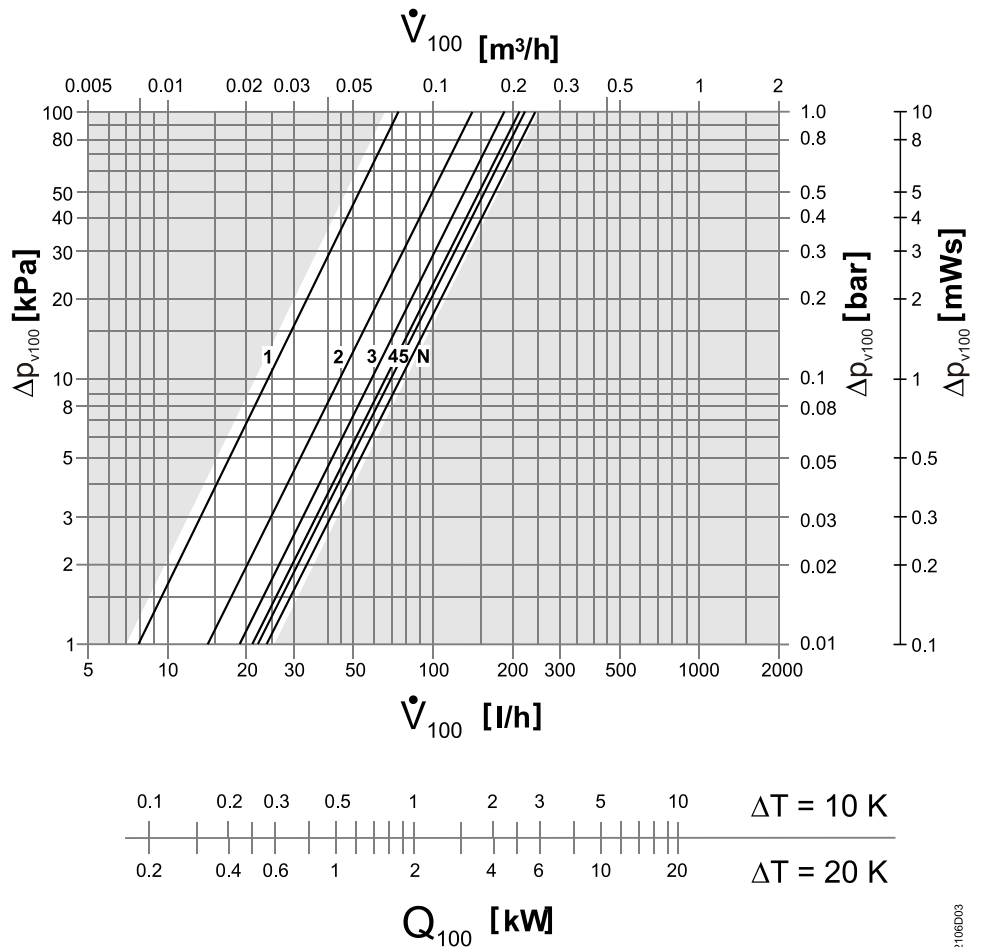 V̇100 [m³/h]
0.005 0.01 0.02 0.03 0.05 0.1 0.2 0.3 0.5 1 2
100 1.0 10
80 0.8 8
50 0.5 5
40 0.4 4
30 0.3 3
20 0.2 2
10 0.1 1
8 0.08
5 0.05 0.5
3 0.03 0.3
2 0.02 0.2
1 0.01 0.1
Δpv100 [kPa]
Δpv100 [bar]
Δpv100 [mWs]
1 2 3 4 5 N
5 10 20 30 50 100 200 300 500 1000 2000
V̇100 [l/h]
0.1 0.2 0.3 0.5 1 2 3 5 10 ΔT = 10 K
0.2 0.4 0.6 1 2 4 6 10 20 ΔT = 20 K
Q100 [kW]
2106D03